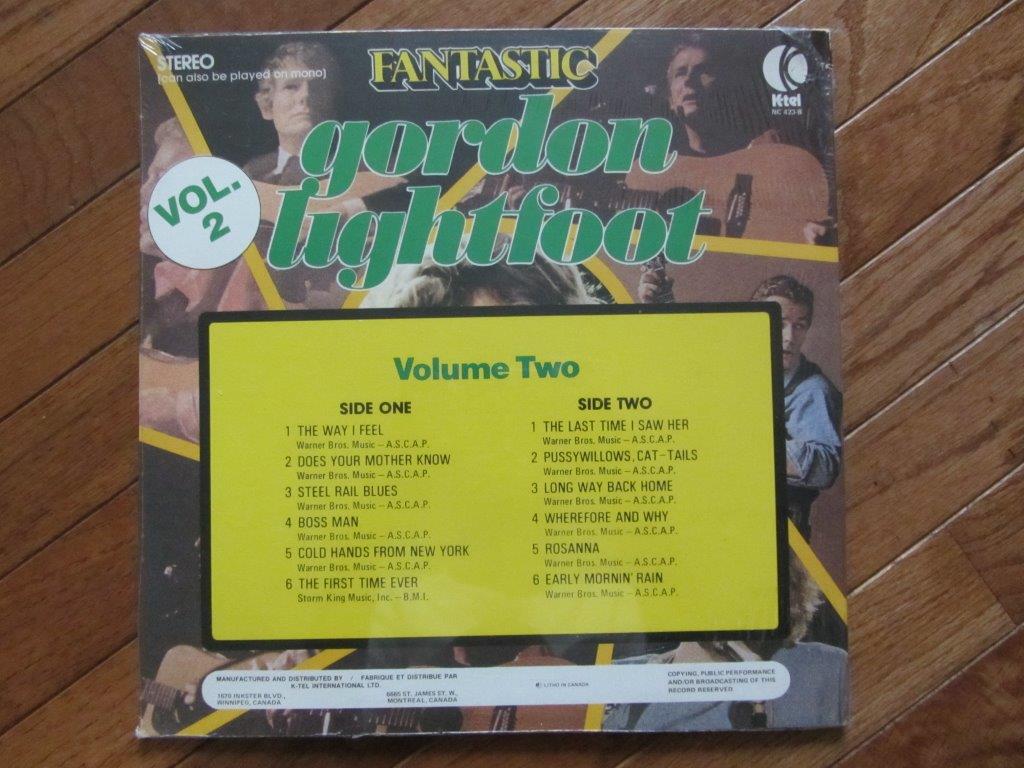 STEREO
(can also be played on mono)
FANTASTIC
K-tel
NC 423-B
gordon
lightfoot
VOL.
2
Volume Two
SIDE ONE
1 THE WAY I FEEL
Warner Bros. Music – A.S.C.A.P.
2 DOES YOUR MOTHER KNOW
Warner Bros. Music – A.S.C.A.P.
3 STEEL RAIL BLUES
Warner Bros. Music – A.S.C.A.P.
4 BOSS MAN
Warner Bros. Music – A.S.C.A.P.
5 COLD HANDS FROM NEW YORK
Warner Bros. Music – A.S.C.A.P.
6 THE FIRST TIME EVER
Storm King Music, Inc. – B.M.I.
SIDE TWO
1 THE LAST TIME I SAW HER
Warner Bros. Music – A.S.C.A.P.
2 PUSSYWILLOWS, CAT-TAILS
Warner Bros. Music – A.S.C.A.P.
3 LONG WAY BACK HOME
Warner Bros. Music – A.S.C.A.P.
4 WHEREFORE AND WHY
Warner Bros. Music – A.S.C.A.P.
5 ROSANNA
Warner Bros. Music – A.S.C.A.P.
6 EARLY MORNIN' RAIN
Warner Bros. Music – A.S.C.A.P.
MANUFACTURED AND DISTRIBUTED BY / FABRIQUE ET DISTRIBUE PAR
K-TEL INTERNATIONAL LTD.
1670 INKSTER BLVD.,
WINNIPEG, CANADA
6665 ST. JAMES ST. W.,
MONTREAL, CANADA
LITHO IN CANADA
COPYING, PUBLIC PERFORMANCE
AND/OR BROADCASTING OF THIS
RECORD RESERVED